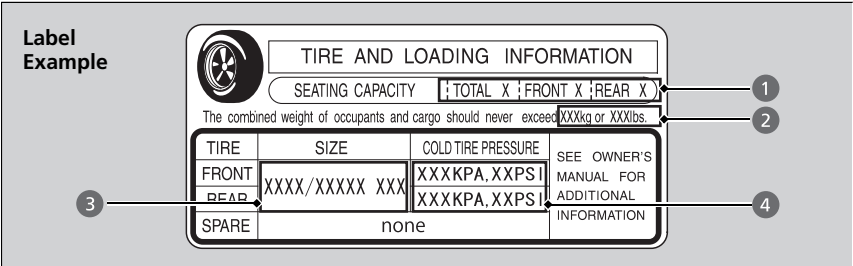 Label
Example
TIRE AND LOADING INFORMATION
SEATING CAPACITY TOTAL X FRONT X REAR X
1
The combined weight of occupants and cargo should never exceed XXXkg or XXXlbs.
2
TIRE SIZE COLD TIRE PRESSURE
SEE OWNER'S
MANUAL FOR
ADDITIONAL
INFORMATION
FRONT XXXX/XXXXX XXX XXXKPA,XXPSI
REAR XXXKPA,XXPSI
3
4
SPARE none